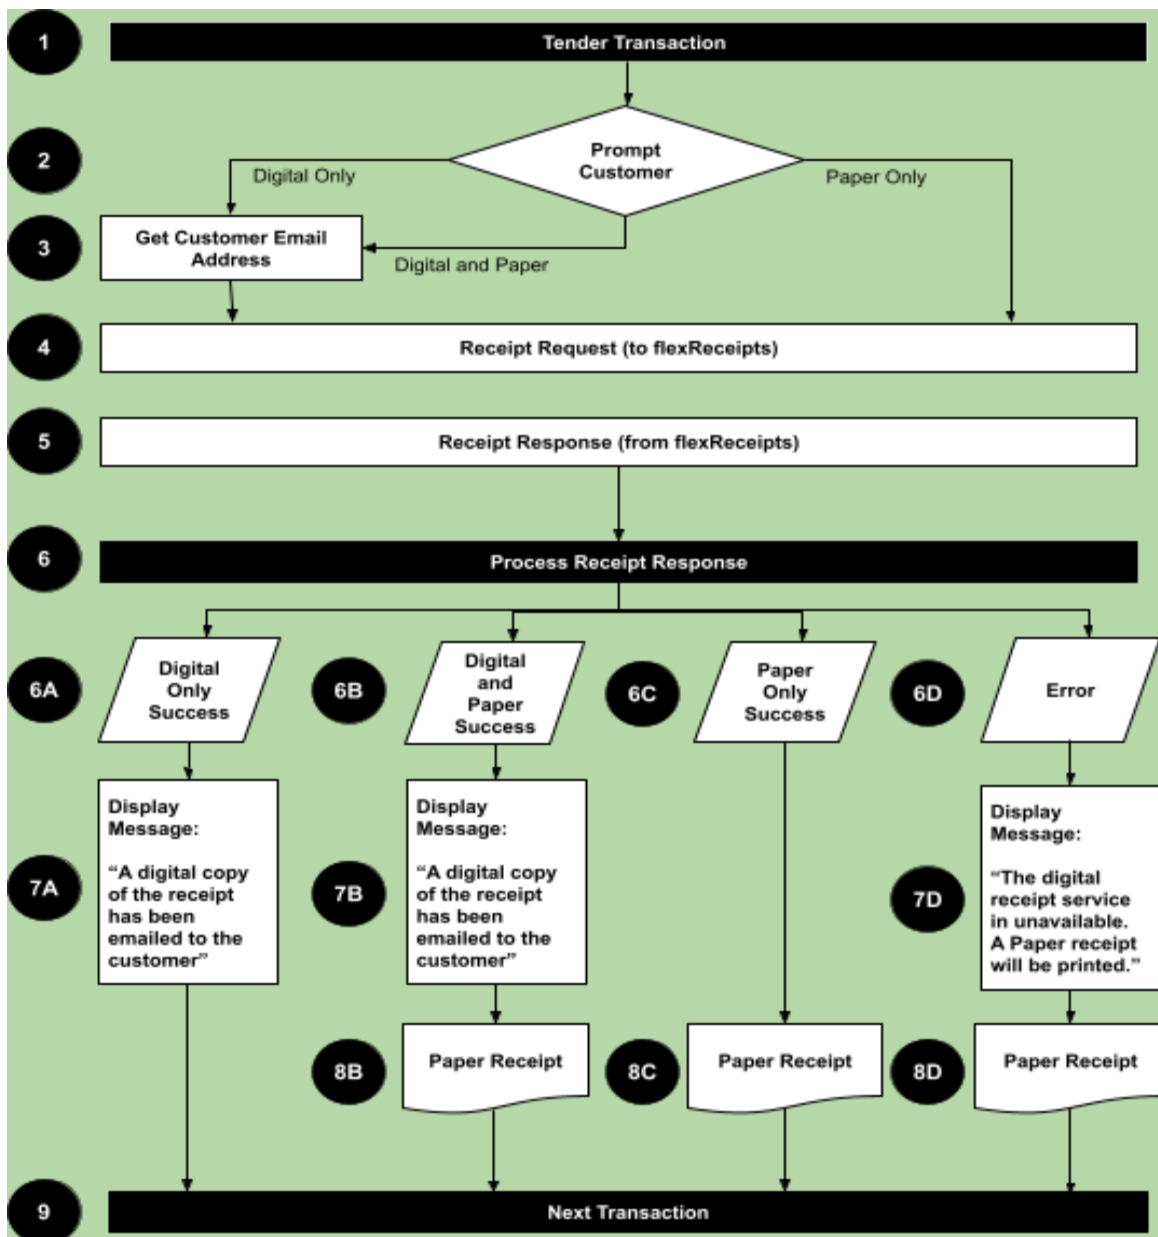 1
Tender Transaction
2
Prompt
Customer
Digital Only
Paper Only
3
Get Customer Email
Address
Digital and Paper
4
Receipt Request (to flexReceipts)
5
Receipt Response (from flexReceipts)
6
Process Receipt Response
6A
Digital
Only
Success
6B
Digital
and
Paper
Success
6C
Paper
Only
Success
6D
Error
7A
Display
Message:
“A digital copy
of the receipt
has been
emailed to the
customer”
7B
Display
Message:
“A digital copy
of the receipt
has been
emailed to the
customer”
7D
Display
Message:
“The digital
receipt service
in unavailable.
A Paper receipt
will be printed.”
8B
Paper Receipt
8C
Paper Receipt
8D
Paper Receipt
9
Next Transaction